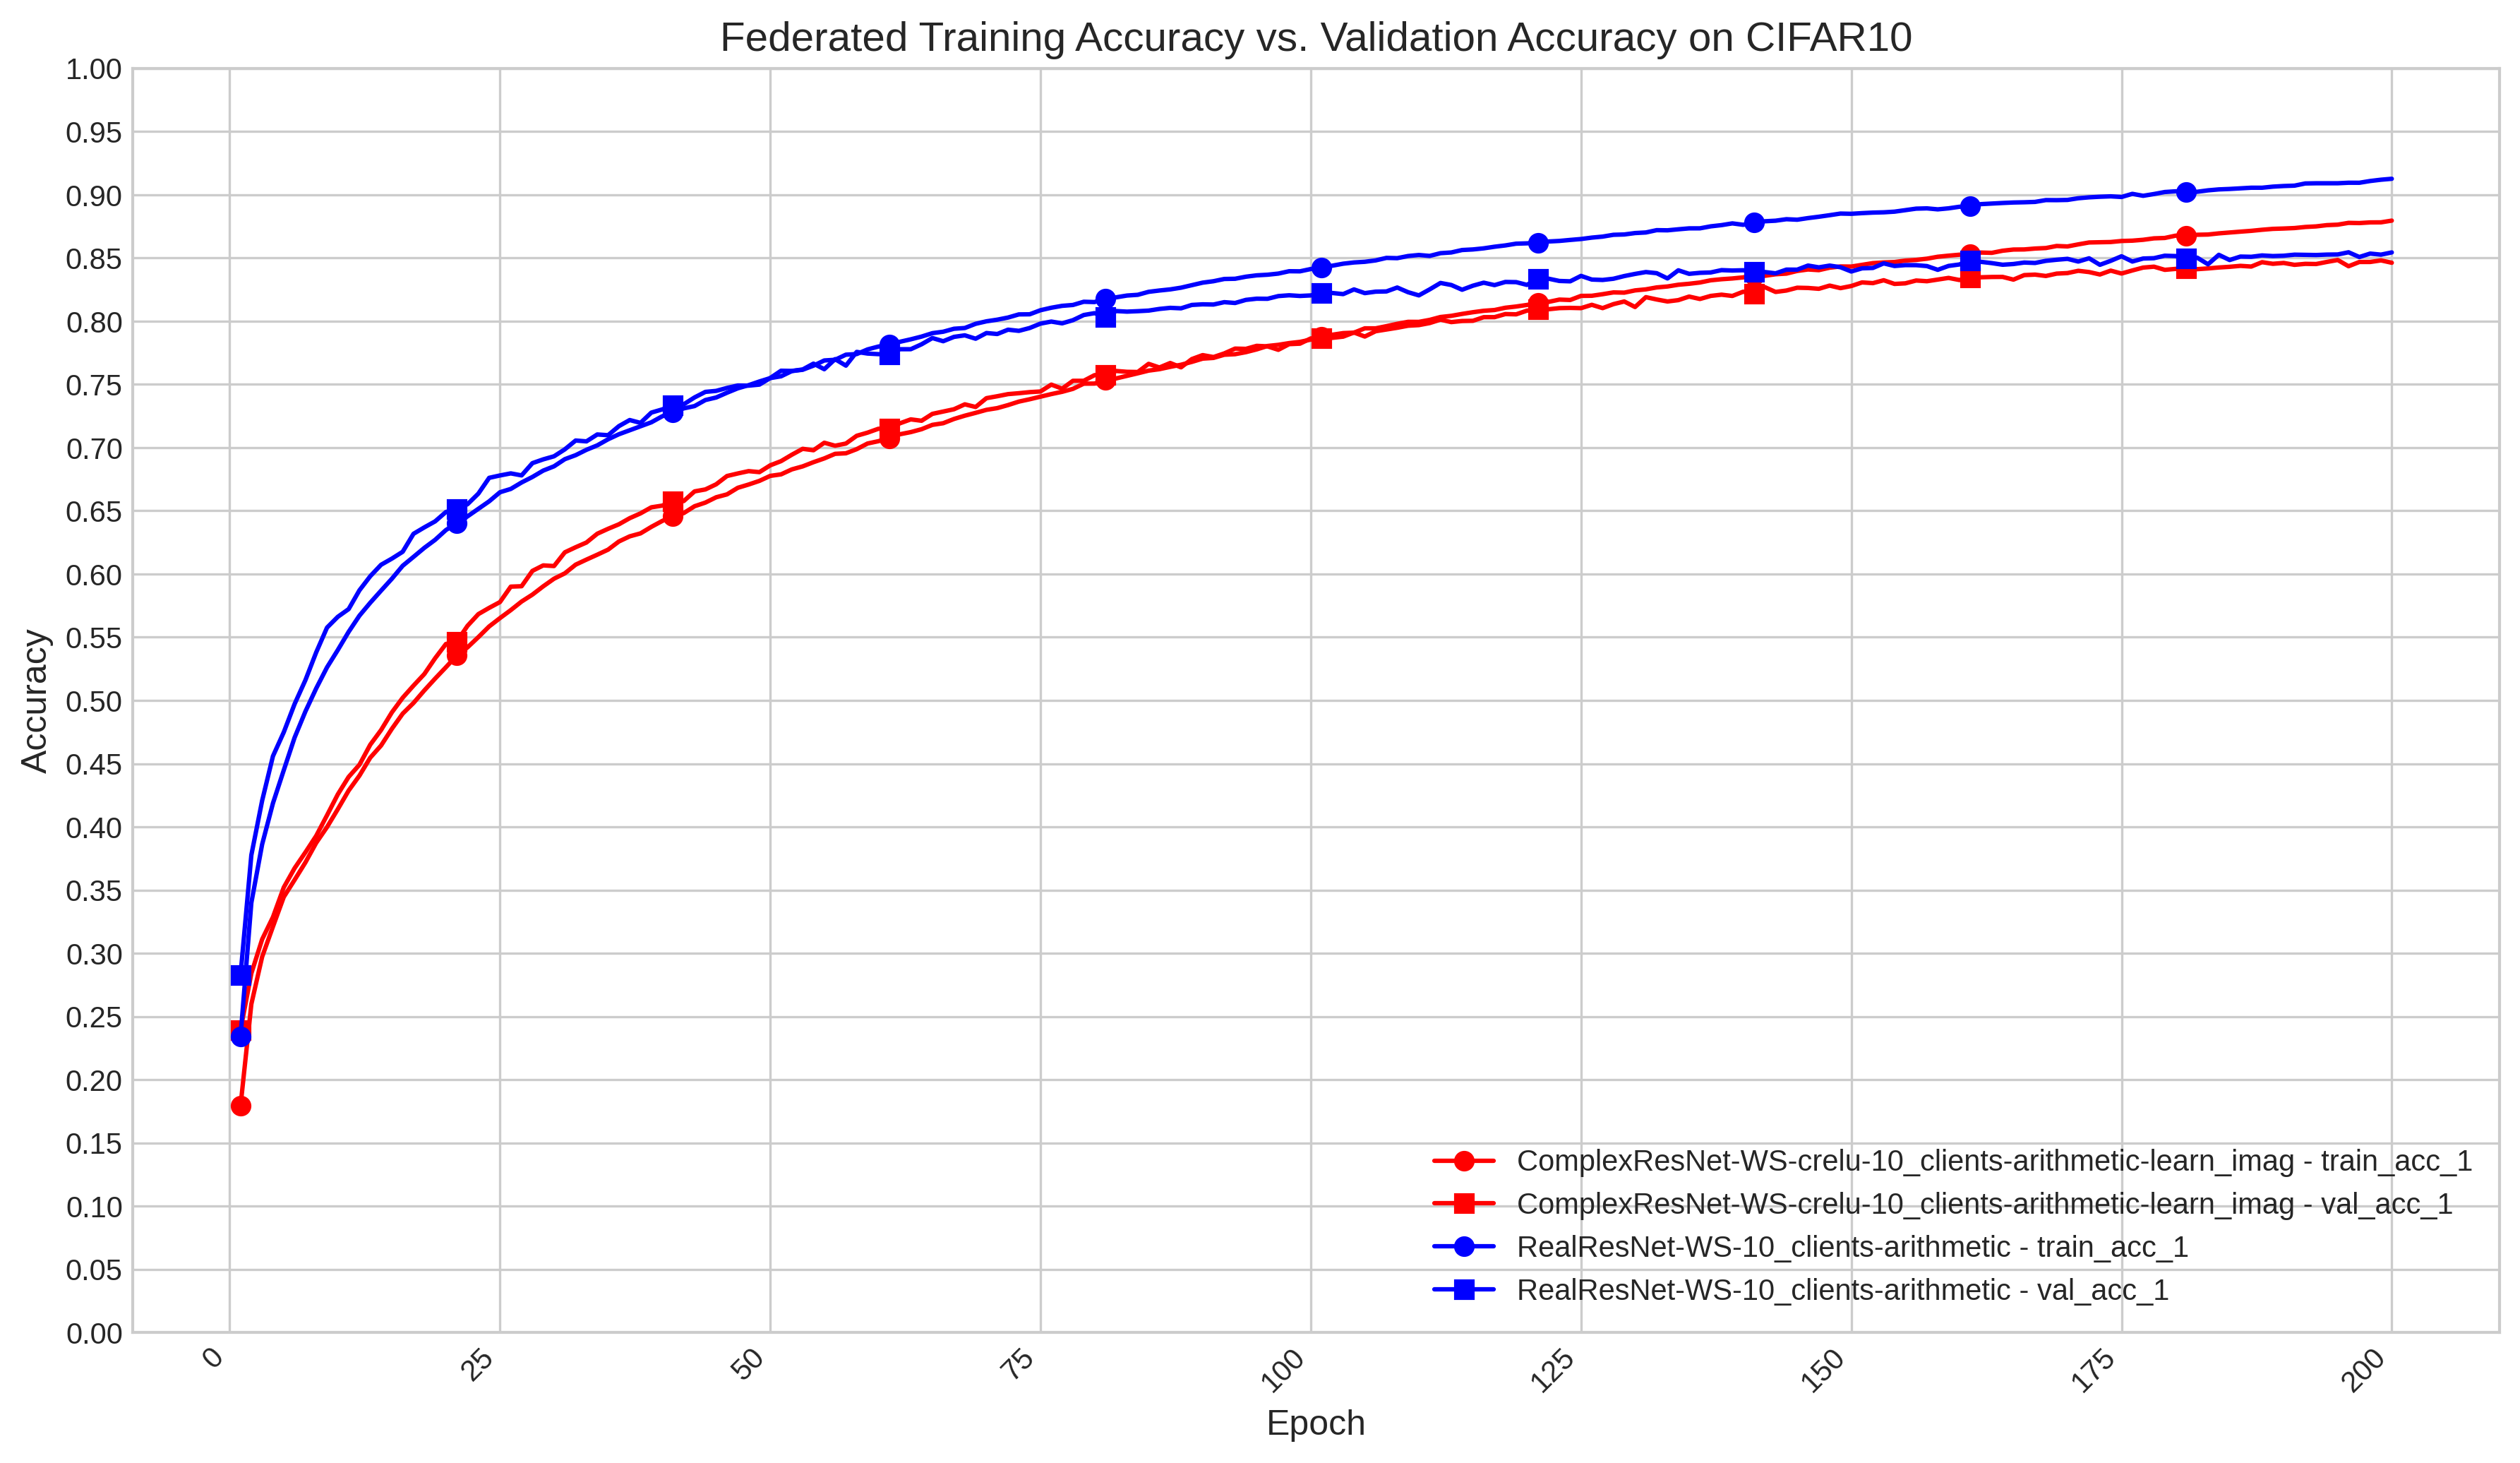 Federated Training Accuracy vs. Validation Accuracy on CIFAR10
1.00
0.95
0.90
0.85
0.80
0.75
0.70
0.65
0.60
0.55
0.50
0.45
0.40
0.35
0.30
0.25
0.20
0.15
0.10
0.05
0.00
Accuracy
ComplexResNet-WS-crelu-10_clients-arithmetic-learn_imag - train_acc_1
ComplexResNet-WS-crelu-10_clients-arithmetic-learn_imag - val_acc_1
RealResNet-WS-10_clients-arithmetic - train_acc_1
RealResNet-WS-10_clients-arithmetic - val_acc_1
0 25 50 75 100 125 150 175 200
Epoch